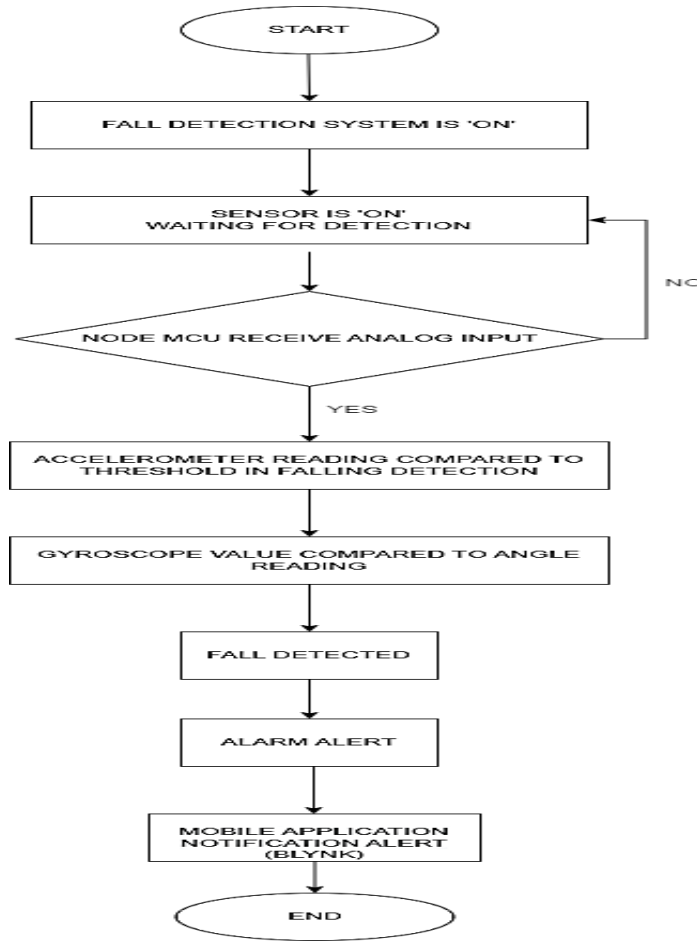 START
FALL DETECTION SYSTEM IS 'ON'
SENSOR IS 'ON'
WAITING FOR DETECTION
NO
NODE MCU RECEIVE ANALOG INPUT
YES
ACCELEROMETER READING COMPARED TO
THRESHOLD IN FALLING DETECTION
GYROSCOPE VALUE COMPARED TO ANGLE
READING
FALL DETECTED
ALARM ALERT
MOBILE APPLICATION
NOTIFICATION ALERT
(BLYNK)
END